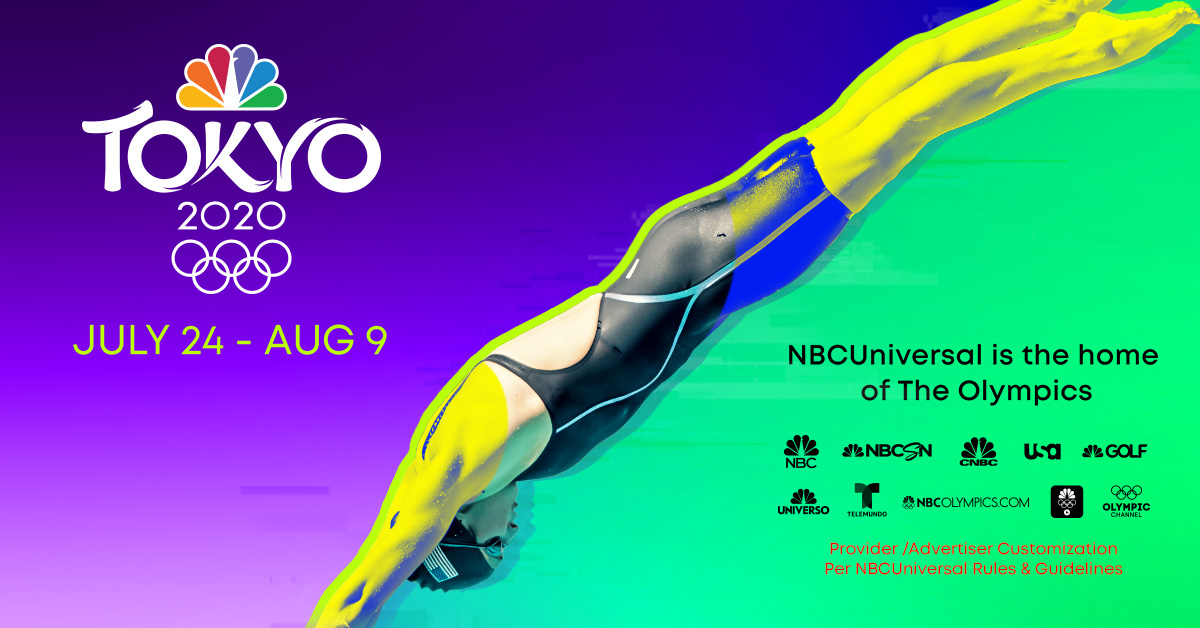 TOKYO
2020
JULY 24 - AUG 9
NBCUniversal is the home
of The Olympics
NBC NBCSN CNBC USA GOLF
UNIVERSO TELEMUNDO NBCOLYMPICS.COM OLYMPIC
CHANNEL
Provider /Advertiser Customization
Per NBCUniversal Rules & Guidelines